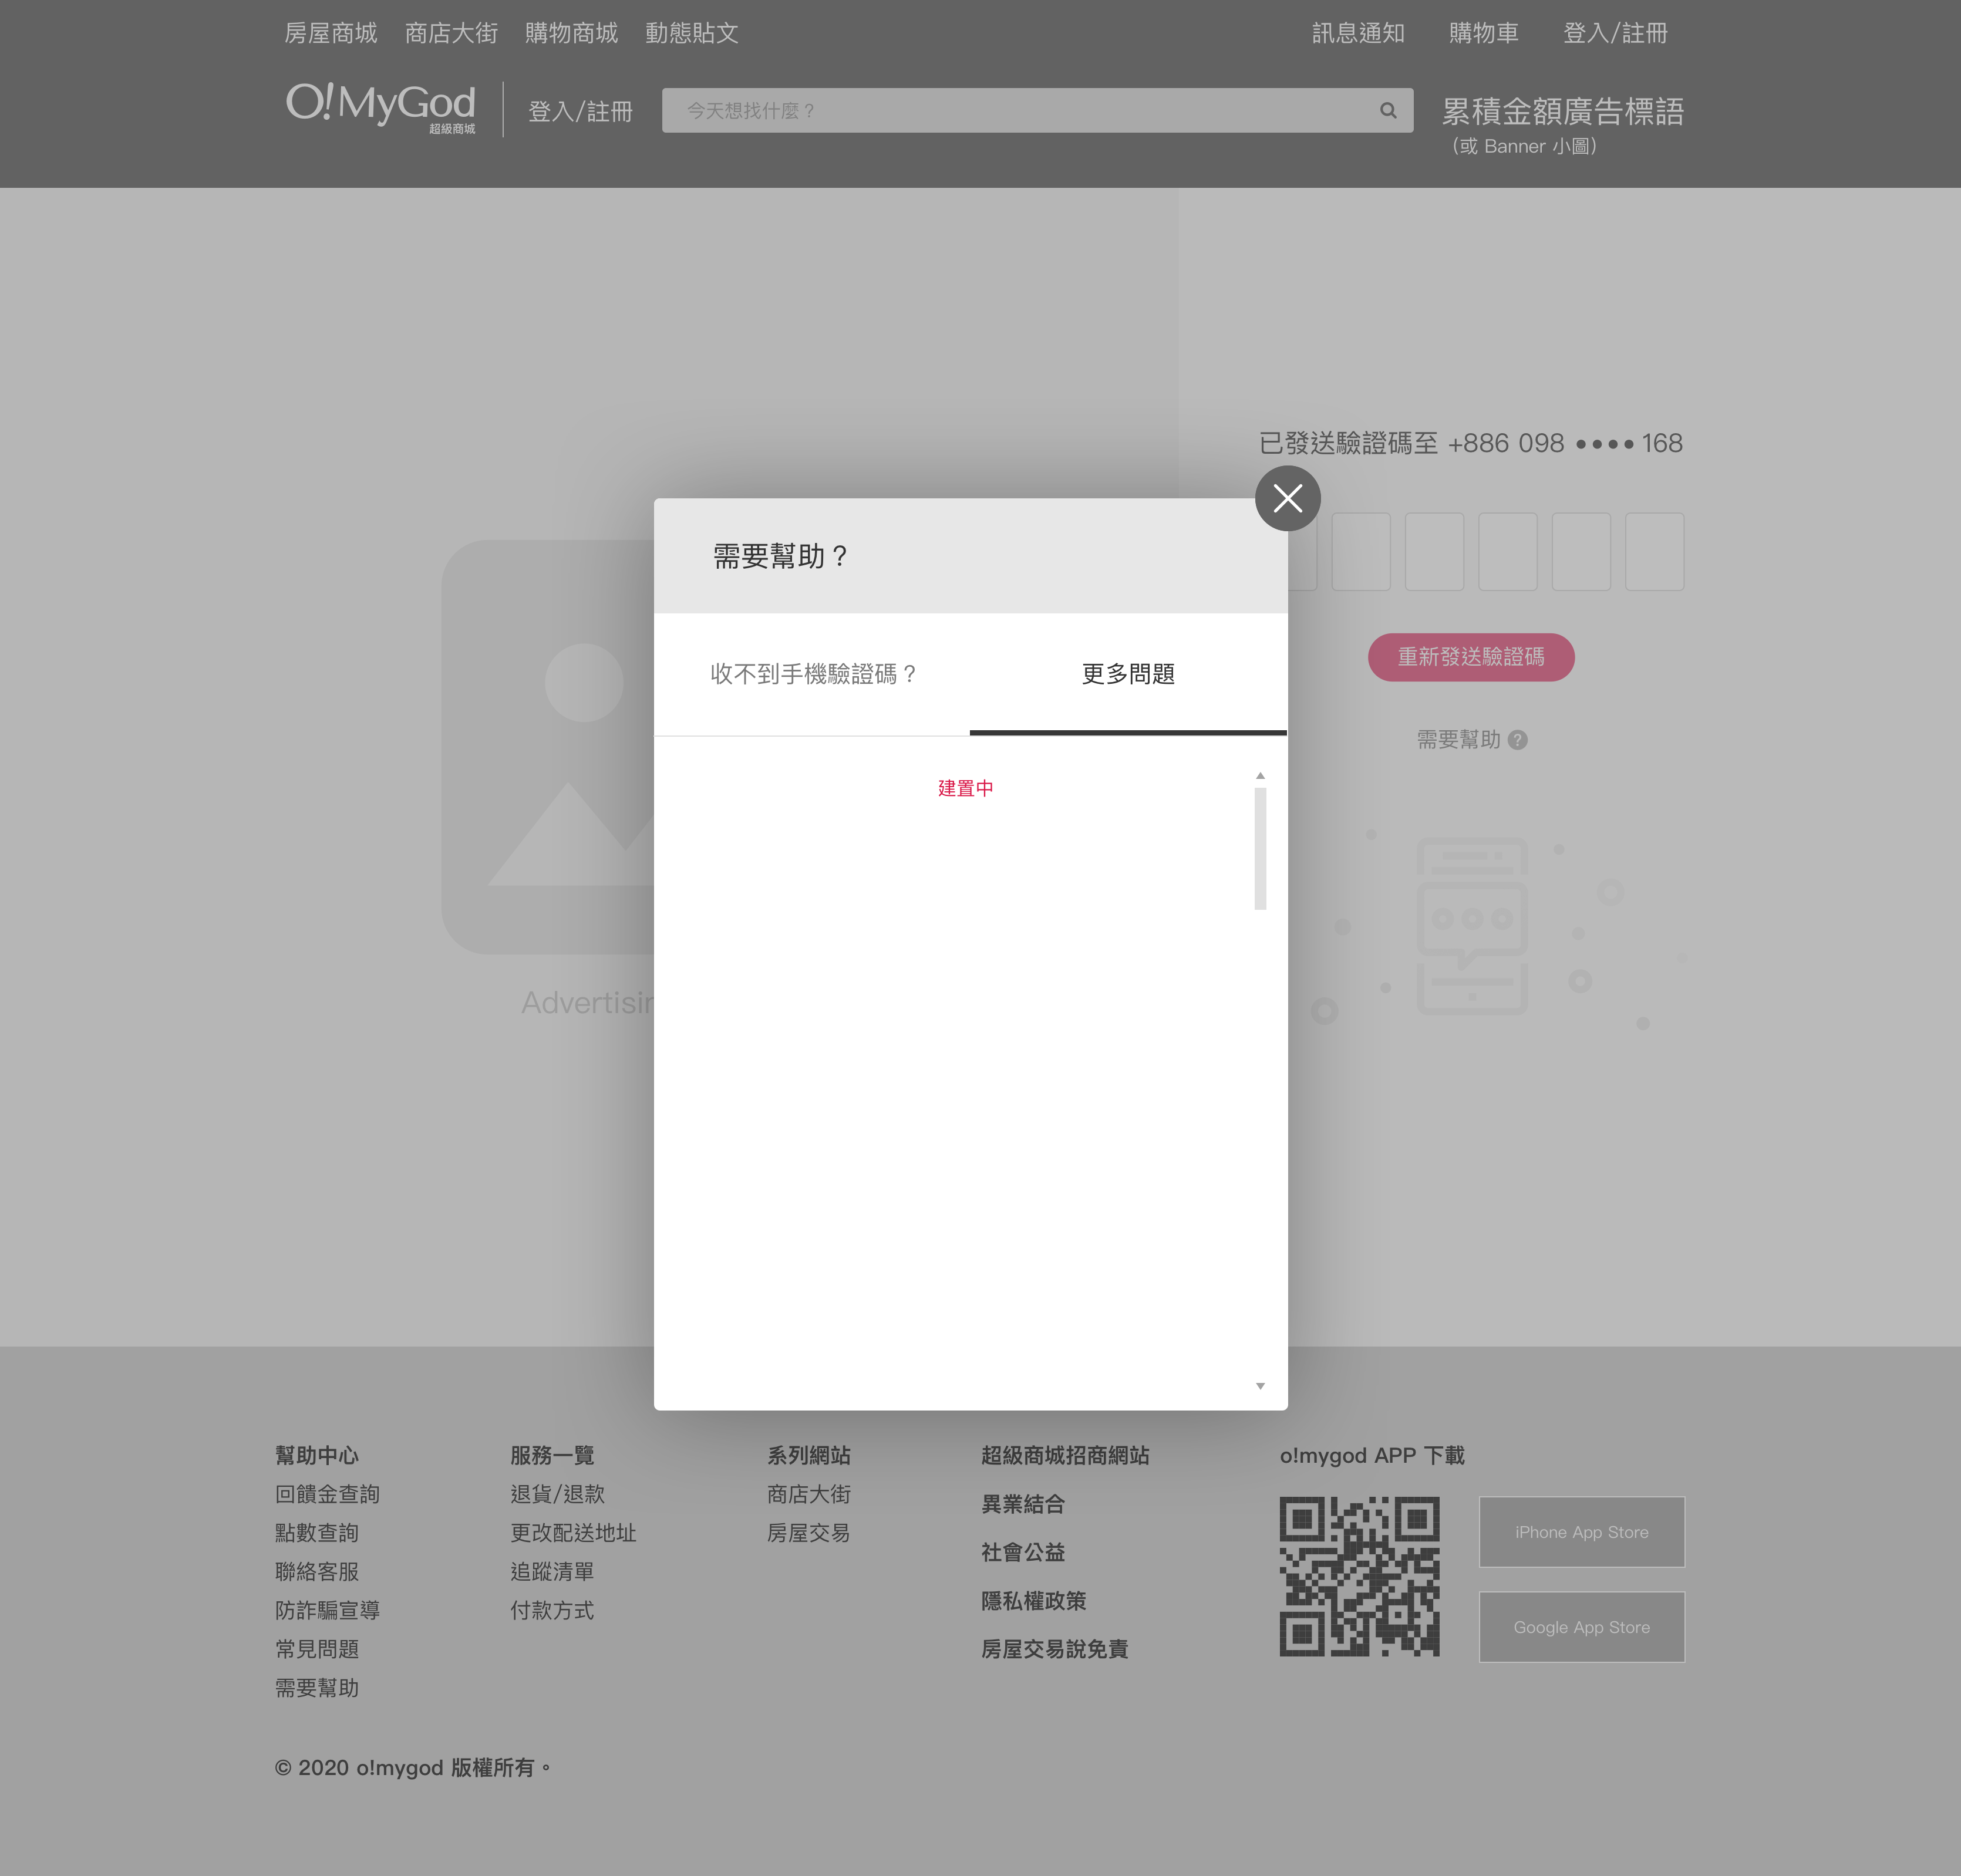 房屋商城 商店大街 購物商城 動態貼文 訊息通知 購物車 登入/註冊
O!MyGod
超級商城
登入/註冊
今天想找什麼？
累積金額廣告標語
(或 Banner 小圖)
已發送驗證碼至 +886 098 •••• 168
重新發送驗證碼
需要幫助 ?
需要幫助？
收不到手機驗證碼？ 更多問題
建置中
幫助中心
回饋金查詢
點數查詢
聯絡客服
防詐騙宣導
常見問題
需要幫助
服務一覽
退貨/退款
更改配送地址
追蹤清單
付款方式
系列網站
商店大街
房屋交易
超級商城招商網站
異業結合
社會公益
隱私權政策
房屋交易說免責
o!mygod APP 下載
iPhone App Store
Google App Store
© 2020 o!mygod 版權所有。